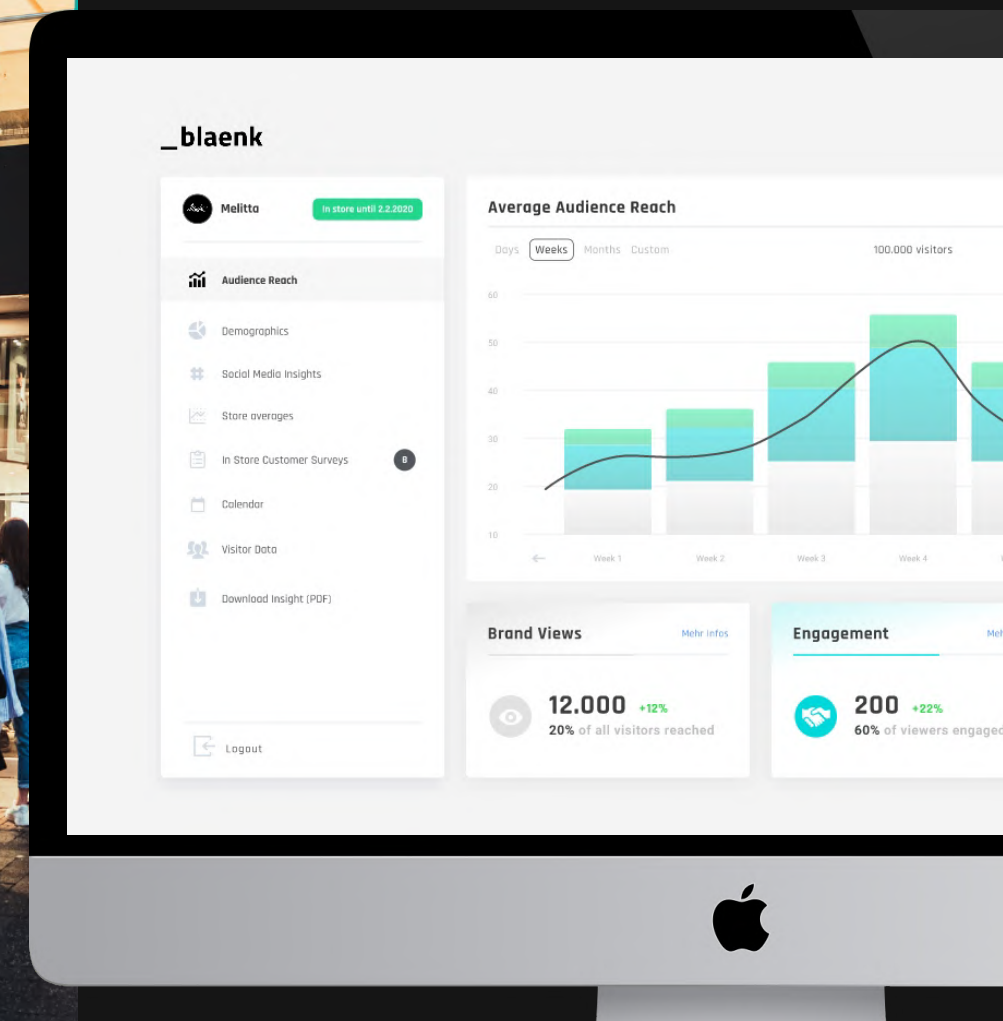 _blaenk
Melitta
In store until 2.2.2020
Audience Reach
Demographics
Social Media Insights
Store averages
In Store Customer Surveys
8
Calendar
Visitor Data
Download Insight (PDF)
Logout
Average Audience Reach
Days Weeks Months Custom
100.000 visitors
60
50
40
30
20
10
Week 1 Week 2 Week 3 Week 4
Brand Views
Mehr Infos
12.000 +12%
20% of all visitors reached
Engagement
Meh
200 +22%
60% of viewers engaged